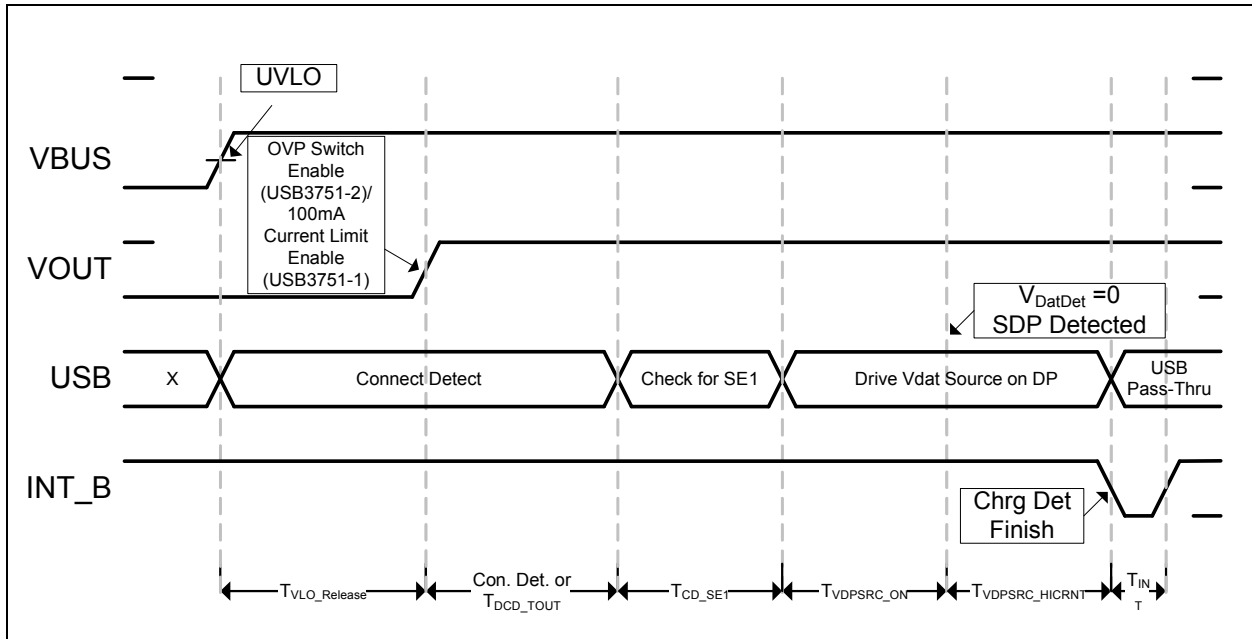 UVLO
VBUS
OVP Switch
Enable
(USB3751-2)/
100mA
Current Limit
Enable
(USB3751-1)
VOUT
VDatDet =0
SDP Detected
USB
X
Connect Detect
Check for SE1
Drive Vdat Source on DP
USB
Pass-Thru
INT_B
Chrg Det
Finish
TVLO_Release
Con. Det. or
TDCD_TOUT
TCD_SE1
TVDPSRC_ON
TVDPSRC_HICRNT
TIN
T